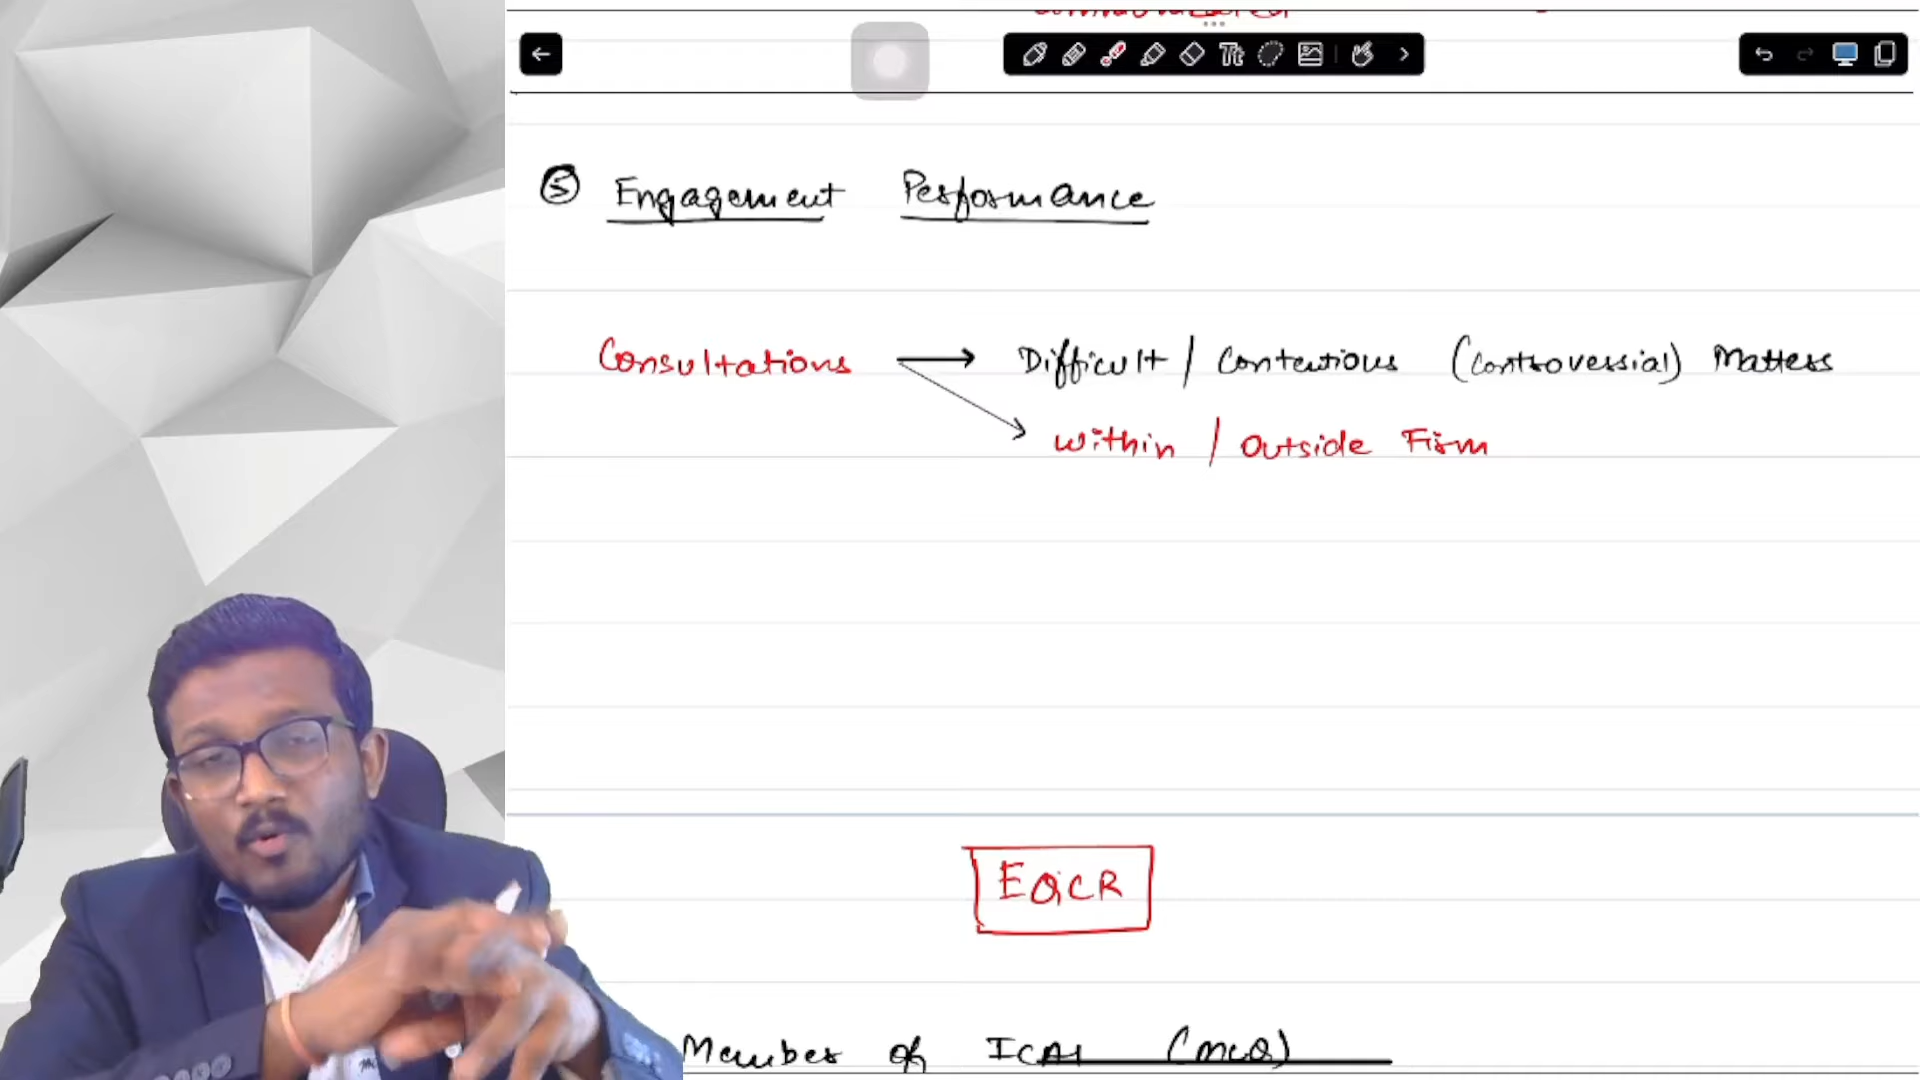 ⑤ Engagement Performance
Consultations → Difficult / Contentious (Controversial) Matters
Within / Outside Firm
EQCR
Member of ICAI (MCQ)